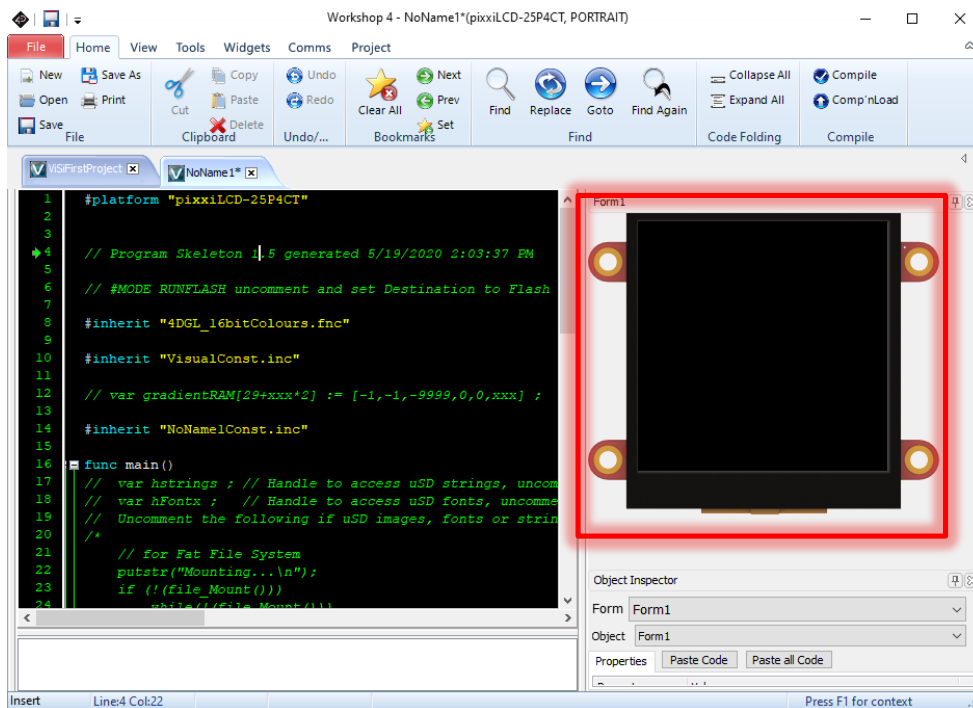 Workshop 4 - NoName1*(pixxiLCD-25P4CT, PORTRAIT)
File Home View Tools Widgets Comms Project
New Save As Copy Undo Next Collapse All Compile
Open Print Cut Paste Redo Clear All Prev Find Replace Goto Find Again Expand All Comp'nLoad
Save Delete Set
File Clipboard Undo/... Bookmarks Find Code Folding Compile
ViSiFirstProject NoName1*
1 #platform "pixxiLCD-25P4CT"
2
3
4 // Program Skeleton 1.5 generated 5/19/2020 2:03:37 PM
5
6 // #MODE RUNFLASH uncomment and set Destination to Flash
7
8 #inherit "4DGL_16bitColours.fnc"
9
10 #inherit "VisualConst.inc"
11
12 // var gradientRAM[29+xxx*2] := [-1,-1,-9999,0,0,xxx] ;
13
14 #inherit "NoName1Const.inc"
15
16 func main()
17 // var hstrings ; // Handle to access uSD strings, uncom
18 // var hFontx ; // Handle to access uSD fonts, uncomme
19 // Uncomment the following if uSD images, fonts or strin
20 /*
21 // for Fat File System
22 putstr("Mounting...\n");
23 if (!(file_Mount()))
24 while(!(file_Mount()))
Form1
Object Inspector
Form Form1
Object Form1
Properties Paste Code Paste all Code
Insert Line:4 Col:22 Press F1 for context